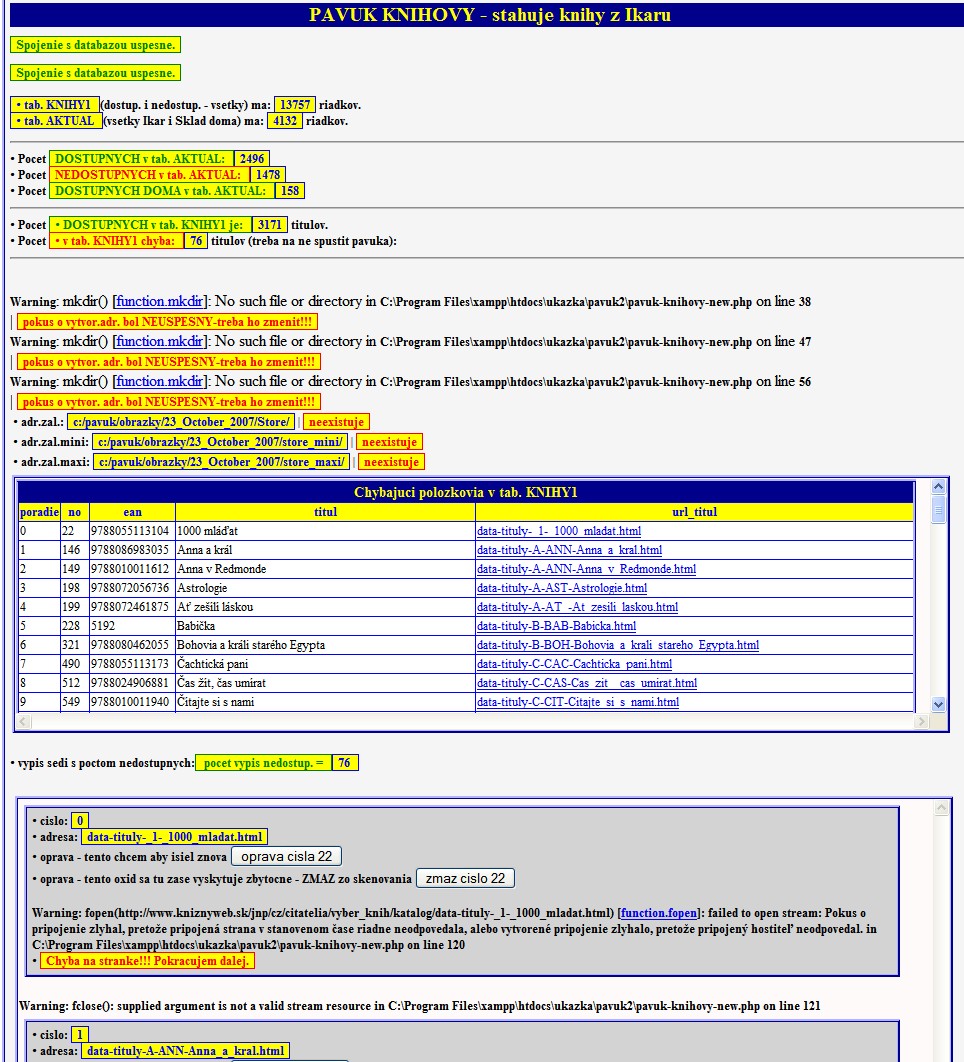 PAVUK KNIHOVY - stahuje knihy z Ikaru
Spojenie s databazou uspesne.
Spojenie s databazou uspesne.
• tab. KNIHY1 (dostup. i nedostup. - vsetky) ma: 13757 riadkov.
• tab. AKTUAL (vsetky Ikar i Sklad doma) ma: 4132 riadkov.
• Pocet DOSTUPNYCH v tab. AKTUAL: 2496
• Pocet NEDOSTUPNYCH v tab. AKTUAL: 1478
• Pocet DOSTUPNYCH DOMA v tab. AKTUAL: 158
• Pocet • DOSTUPNYCH v tab. KNIHY1 je: 3171 titulov.
• Pocet • v tab. KNIHY1 chyba: 76 titulov (treba na ne spustit pavuka):
Warning: mkdir() [function.mkdir]: No such file or directory in C:\Program Files\xampp\htdocs\ukazka\pavuk2\pavuk-knihovy-new.php on line 38
| pokus o vytvor.adr. bol NEUSPESNY-treba ho zmenit!!!
Warning: mkdir() [function.mkdir]: No such file or directory in C:\Program Files\xampp\htdocs\ukazka\pavuk2\pavuk-knihovy-new.php on line 47
| pokus o vytvor. adr. bol NEUSPESNY-treba ho zmenit!!!
Warning: mkdir() [function.mkdir]: No such file or directory in C:\Program Files\xampp\htdocs\ukazka\pavuk2\pavuk-knihovy-new.php on line 56
| pokus o vytvor. adr. bol NEUSPESNY-treba ho zmenit!!!
• adr.zal.: c:/pavuk/obrazky/23_October_2007/Store/ | neexistuje
• adr.zal.mini: c:/pavuk/obrazky/23_October_2007/store_mini/ | neexistuje
• adr.zal.maxi: c:/pavuk/obrazky/23_October_2007/store_maxi/ | neexistuje
Chybajuci polozkovia v tab. KNIHY1
poradie no ean titul url_titul
0 22 9788055113104 1000 mláďat data-tituly-_1-_1000_mladat.html
1 146 9788086983035 Anna a král data-tituly-A-ANN-Anna_a_kral.html
2 149 9788010011612 Anna v Redmonde data-tituly-A-ANN-Anna_v_Redmonde.html
3 198 9788072056736 Astrologie data-tituly-A-AST-Astrologie.html
4 199 9788072461875 Ať zešílí láskou data-tituly-A-AT_-At_zesili_laskou.html
5 228 5192 Babička data-tituly-B-BAB-Babicka.html
6 321 9788080462055 Bohovia a králi starého Egypta data-tituly-B-BOH-Bohovia_a_krali_stareho_Egypta.html
7 490 9788055113173 Čachtická pani data-tituly-C-CAC-Cachticka_pani.html
8 512 9788024906881 Čas žít, čas umírat data-tituly-C-CAS-Cas_zit__cas_umirat.html
9 549 9788010011940 Čítajte si s nami data-tituly-C-CIT-Citajte_si_s_nami.html
• vypis sedi s poctom nedostupnych: pocet vypis nedostup. = 76
• cislo: 0
• adresa: data-tituly-_1-_1000_mladat.html
• oprava - tento chcem aby isiel znova oprava cisla 22
• oprava - tento oxid sa tu zase vyskytuje zbytocne - ZMAZ zo skenovania zmaz cislo 22
Warning: fopen(http://www.kniznyweb.sk/jnp/cz/citatelia/vyber_knih/katalog/data-tituly-_1-_1000_mladat.html) [function.fopen]: failed to open stream: Pokus o
pripojenie zlyhal, pretože pripojená strana v stanovenom čase riadne neodpovedala, alebo vytvorené pripojenie zlyhalo, pretože pripojený hostiteľ neodpovedal. in
C:\Program Files\xampp\htdocs\ukazka\pavuk2\pavuk-knihovy-new.php on line 120
• Chyba na stranke!!! Pokracujem dalej.
Warning: fclose(): supplied argument is not a valid stream resource in C:\Program Files\xampp\htdocs\ukazka\pavuk2\pavuk-knihovy-new.php on line 121
• cislo: 1
• adresa: data-tituly-A-ANN-Anna_a_kral.html